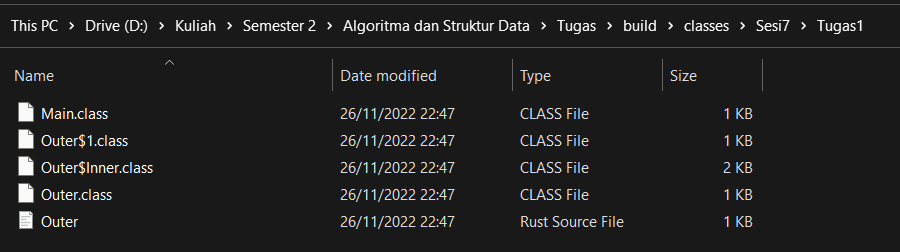 This PC > Drive (D:) > Kuliah > Semester 2 > Algoritma dan Struktur Data > Tugas > build > classes > Sesi7 > Tugas1
Name Date modified Type Size
Main.class 26/11/2022 22:47 CLASS File 1 KB
Outer$1.class 26/11/2022 22:47 CLASS File 1 KB
Outer$Inner.class 26/11/2022 22:47 CLASS File 2 KB
Outer.class 26/11/2022 22:47 CLASS File 1 KB
Outer 26/11/2022 22:47 Rust Source File 1 KB